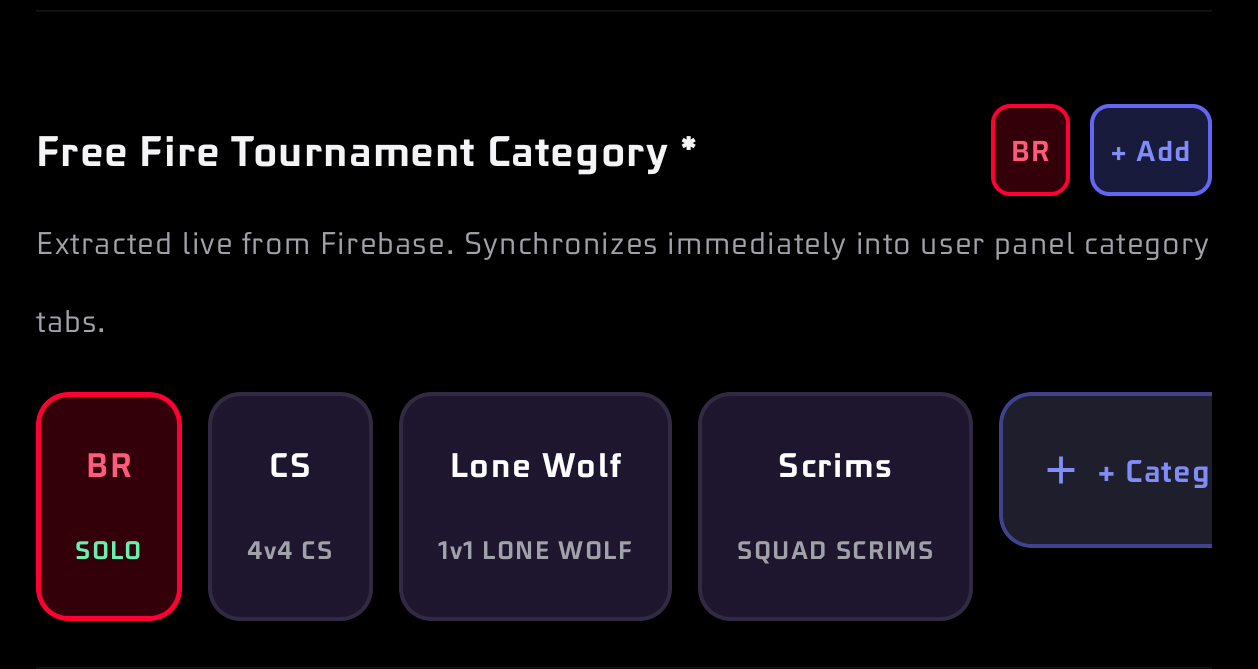 Free Fire Tournament Category *
BR
+ Add
Extracted live from Firebase. Synchronizes immediately into user panel category
tabs.
BR
SOLO
CS
4v4 CS
Lone Wolf
1v1 LONE WOLF
Scrims
SQUAD SCRIMS
+ + Categ